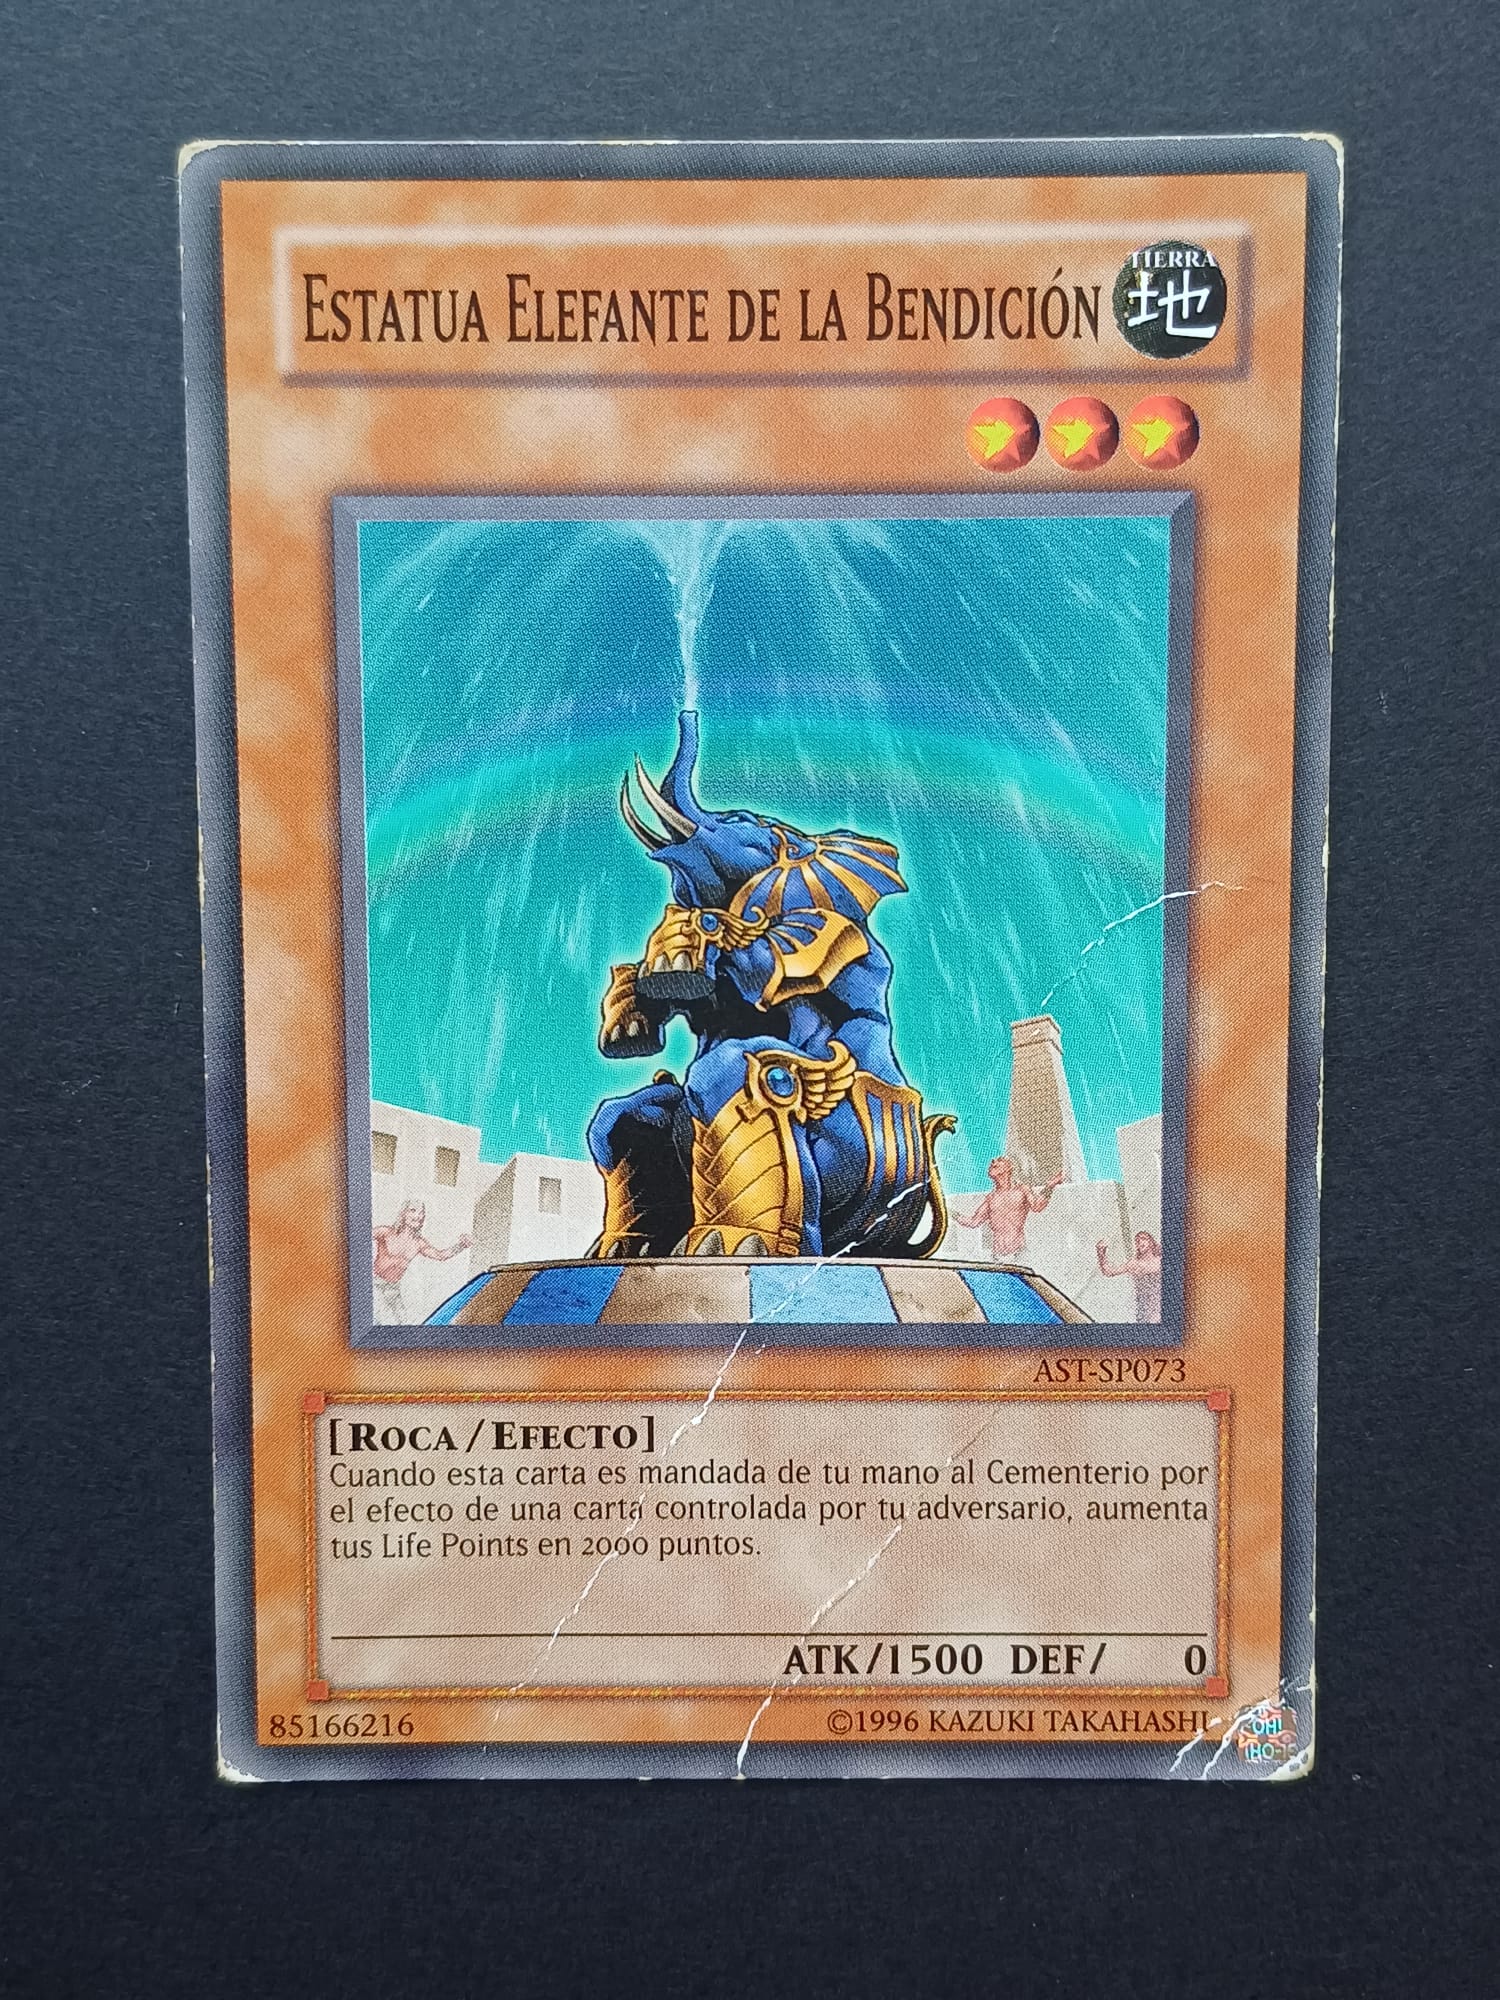 ESTATUA ELEFANTE DE LA BENDICIÓN
TIERRA
地
AST-SP073
[ROCA/EFECTO]
Cuando esta carta es mandada de tu mano al Cementerio por
el efecto de una carta controlada por tu adversario, aumenta
tus Life Points en 2000 puntos.
ATK/1500 DEF/ 0
85166216
©1996 KAZUKI TAKAHASHI
OH!